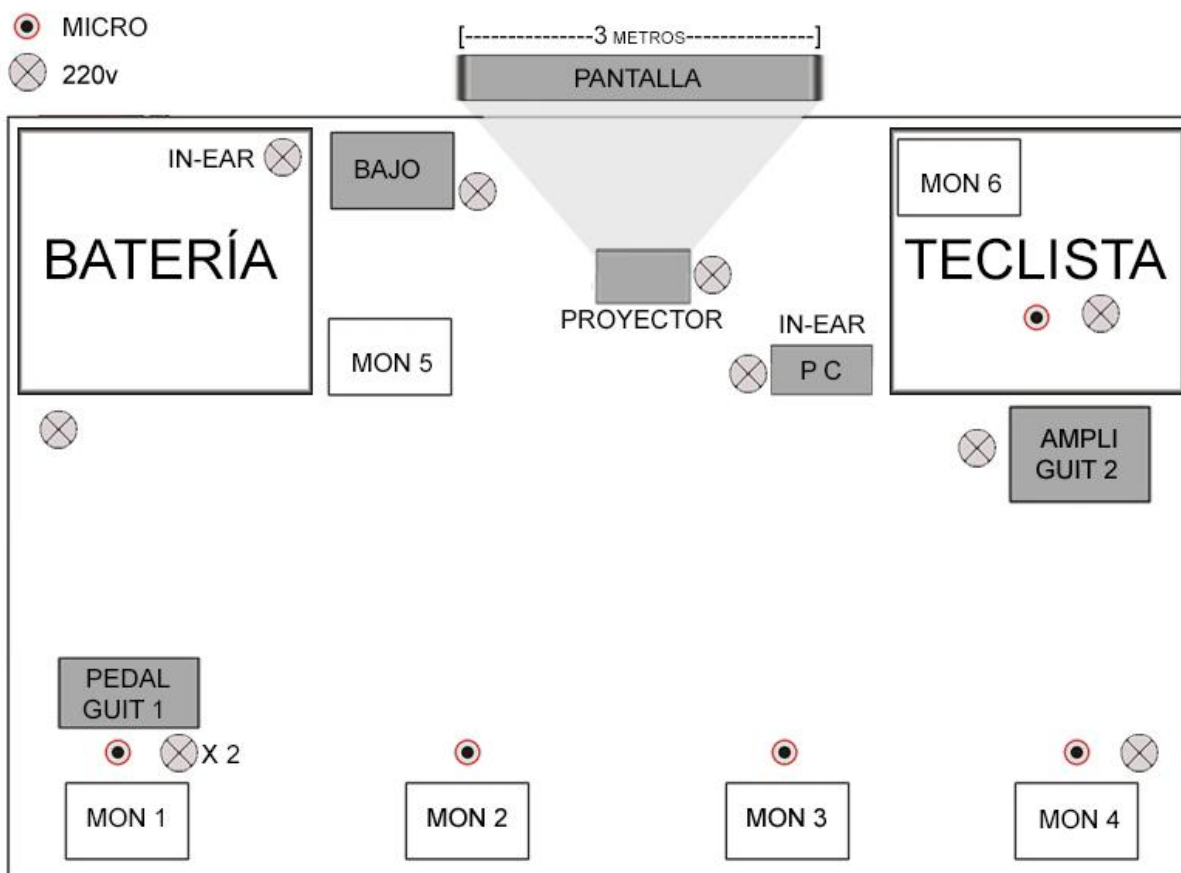 MICRO
220v
[---------------3 METROS---------------]
PANTALLA
IN-EAR
BATERÍA
BAJO
MON 5
PROYECTOR
IN-EAR
P C
MON 6
TECLISTA
AMPLI
GUIT 2
PEDAL
GUIT 1
X 2
MON 1
MON 2
MON 3
MON 4